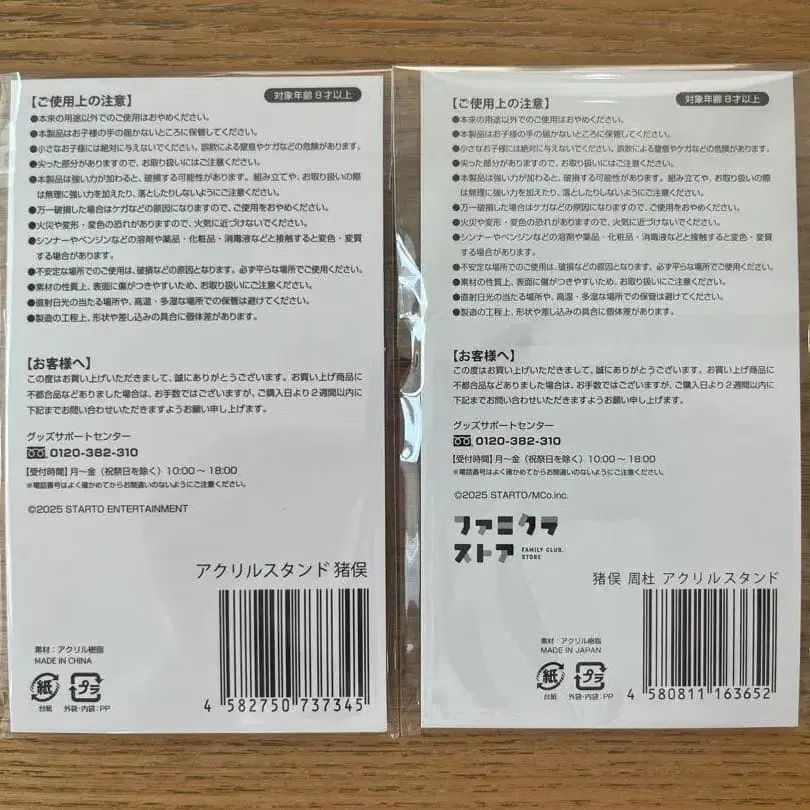 【ご使用上の注意】
対象年齢 8才以上
●本来の用途以外でのご使用はおやめください。
●本製品はお子様の手の届かないところに保管してください。
●小さなお子様には絶対に与えないでください。誤飲による窒息やケガなどの危険があります。
●尖った部分がありますので、お取り扱いにはご注意ください。
●本製品は強い力が加わると、破損する可能性があります。組み立てや、お取り扱いの際
は無理に強い力を加えたり、落としたりしないようにご注意ください。
●万一破損した場合はケガなどの原因になりますので、ご使用をおやめください。
●火災や変形・変色の恐れがありますので、火気に近づけないでください。
●シンナーやベンジンなどの溶剤や薬品・化粧品・消毒液などと接触すると変色・変質
する場合があります。
●不安定な場所でのご使用は、破損などの原因となります。必ず平らな場所でご使用ください。
●素材の性質上、表面に傷がつきやすいため、お取り扱いにご注意ください。
●直射日光の当たる場所や、高温・多湿な場所での保管は避けてください。
●製造の工程上、形状や差し込みの具合に個体差があります。
【お客様へ】
この度はお買い上げいただきまして、誠にありがとうございます。お買い上げ商品に
不都合品などありました場合は、お手数ではございますが、ご購入日より2週間以内に
下記までお問い合わせいただきますようお願い申し上げます。
グッズサポートセンター
0120-382-310
【受付時間】月～金（祝祭日を除く）10:00～18:00
※電話番号はよく確かめてからお間違いのないようにご注意ください。
©2025 STARTO ENTERTAINMENT
アクリルスタンド 猪俣
素材：アクリル樹脂
MADE IN CHINA
紙
プラ
台紙
外袋・内袋：PP
4 582750 737345
【ご使用上の注意】
対象年齢 8才以上
●本来の用途以外でのご使用はおやめください。
●本製品はお子様の手の届かないところに保管してください。
●小さなお子様には絶対に与えないでください。誤飲による窒息やケガなどの危険があります。
●尖った部分がありますので、お取り扱いにはご注意ください。
●本製品は強い力が加わると、破損する可能性があります。組み立てや、お取り扱いの際
は無理に強い力を加えたり、落としたりしないようにご注意ください。
●万一破損した場合はケガなどの原因になりますので、ご使用をおやめください。
●火災や変形・変色の恐れがありますので、火気に近づけないでください。
●シンナーやベンジンなどの溶剤や薬品・化粧品・消毒液などと接触すると変色・変質
する場合があります。
●不安定な場所でのご使用は、破損などの原因となります。必ず平らな場所でご使用ください。
●素材の性質上、表面に傷がつきやすいため、お取り扱いにご注意ください。
●直射日光の当たる場所や、高温・多湿な場所での保管は避けてください。
●製造の工程上、形状や差し込みの具合に個体差があります。
【お客様へ】
この度はお買い上げいただきまして、誠にありがとうございます。お買い上げ商品に
不都合品などありました場合は、お手数ではございますが、ご購入日より2週間以内に
下記までお問い合わせいただきますようお願い申し上げます。
グッズサポートセンター
0120-382-310
【受付時間】月～金（祝祭日を除く）10:00～18:00
※電話番号はよく確かめてからお間違いのないようにご注意ください。
©2025 STARTO/MCo.inc.
ファミクラ
ストア
FAMILY CLUB.
STORE
猪俣 周杜 アクリルスタンド
素材：アクリル樹脂
MADE IN JAPAN
紙
プラ
台紙
外袋・内袋：PP
4 580811 163652